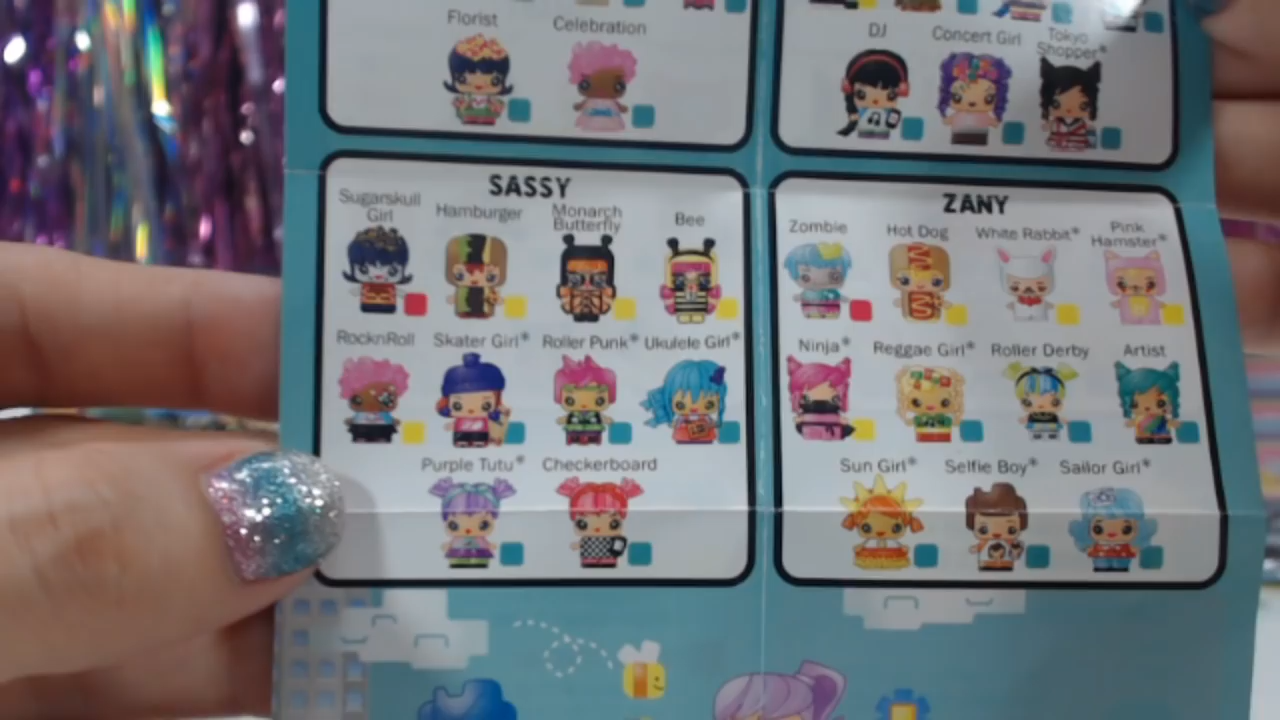 Florist Celebration
DJ Concert Girl Tokyo
Shopper*
SASSY
Sugarskull
Girl Hamburger Monarch
Butterfly Bee
RocknRoll Skater Girl* Roller Punk* Ukulele Girl*
Purple Tutu* Checkerboard
ZANY
Zombie Hot Dog White Rabbit* Pink
Hamster*
Ninja* Reggae Girl* Roller Derby Artist
Sun Girl* Selfie Boy* Sailor Girl*